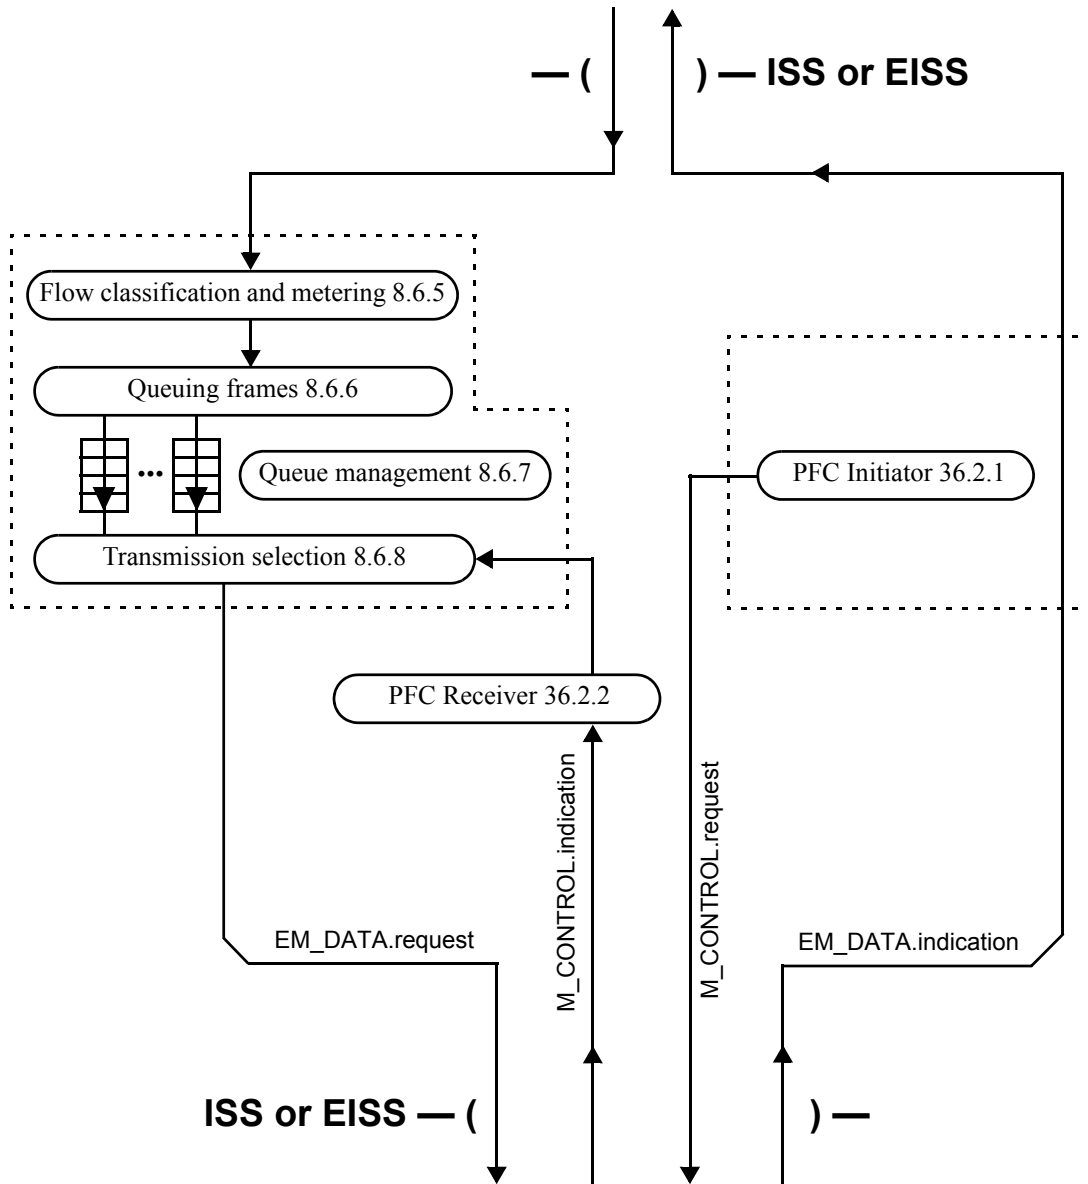 — ( ) — ISS or EISS
Flow classification and metering 8.6.5
Queuing frames 8.6.6
...
Queue management 8.6.7
PFC Initiator 36.2.1
Transmission selection 8.6.8
PFC Receiver 36.2.2
M_CONTROL.indication
M_CONTROL.request
EM_DATA.request
EM_DATA.indication
ISS or EISS — ( ) —